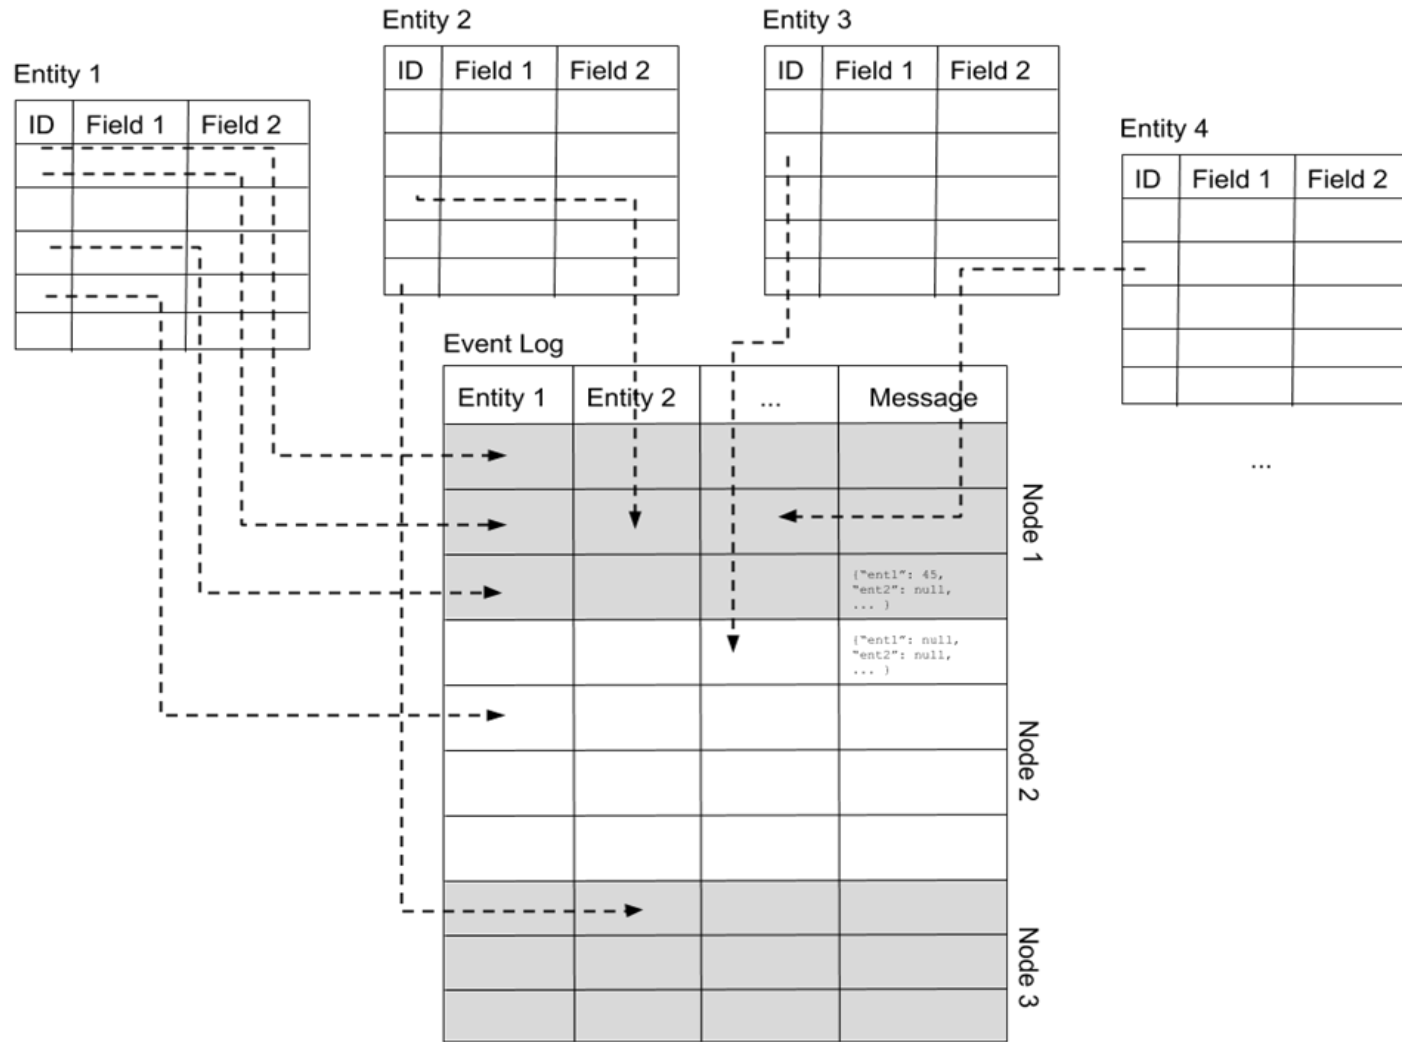 Entity 1
ID Field 1 Field 2
Entity 2
ID Field 1 Field 2
Entity 3
ID Field 1 Field 2
Entity 4
ID Field 1 Field 2
...
Event Log
Entity 1 Entity 2 ... Message
{"ent1": 45,
"ent2": null,
... }
{"ent1": null,
"ent2": null,
... }
Node 1
Node 2
Node 3